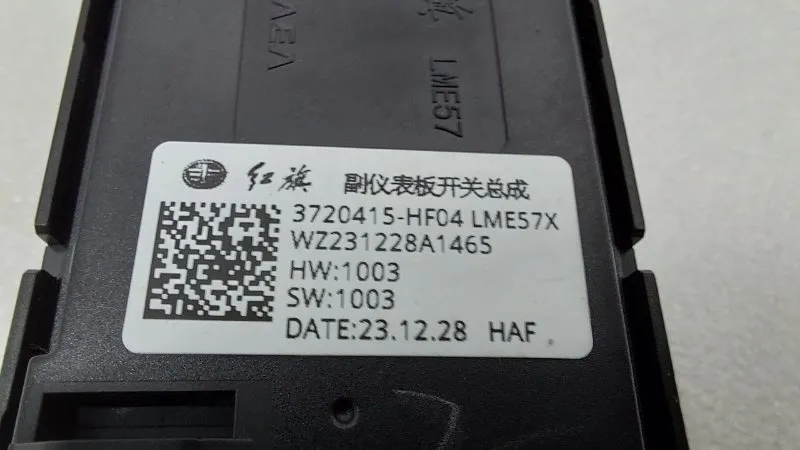 LME57
红旗 副仪表板开关总成
3720415-HF04 LME57X
WZ231228A1465
HW:1003
SW:1003
DATE:23.12.28 HAF